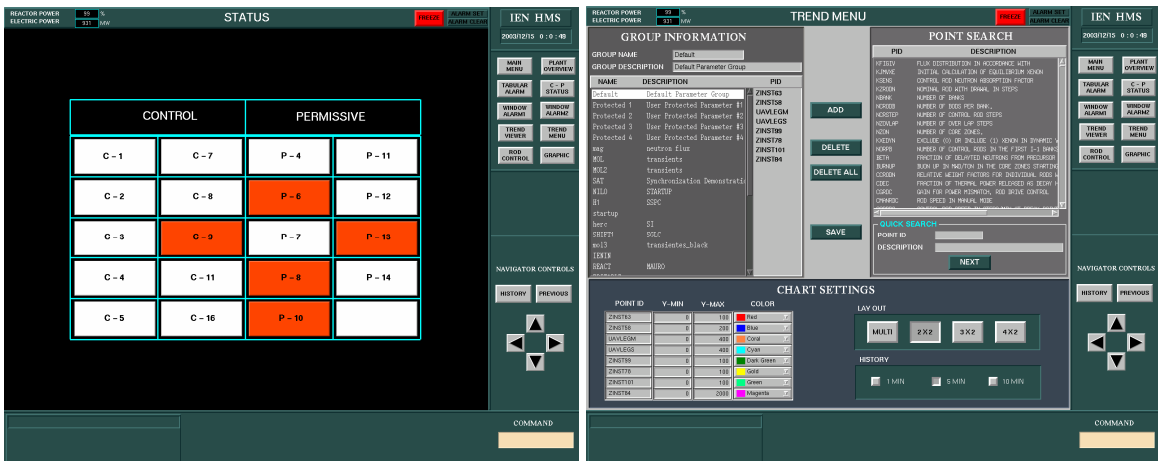 REACTOR POWER 99 %
ELECTRIC POWER 931 MW
STATUS
FREEZE
ALARM SET
ALARM CLEAR
IEN HMS
2003/12/15 0 : 0 : 49
MAIN MENU
PLANT OVERVIEW
TABULAR ALARM
C - P STATUS
WINDOW ALARM1
WINDOW ALARM2
TREND VIEWER
TREND MENU
ROD CONTROL
GRAPHIC
CONTROL PERMISSIVE
C - 1 C - 7 P - 4 P - 11
C - 2 C - 8 P - 6 P - 12
C - 3 C - 9 P - 7 P - 13
C - 4 C - 11 P - 8 P - 14
C - 5 C - 16 P - 10
NAVIGATOR CONTROLS
HISTORY PREVIOUS
COMMAND
REACTOR POWER 99 %
ELECTRIC POWER 931 MW
TREND MENU
FREEZE
ALARM SET
ALARM CLEAR
IEN HMS
2003/12/15 0 : 0 : 49
MAIN MENU
PLANT OVERVIEW
TABULAR ALARM
C - P STATUS
WINDOW ALARM1
WINDOW ALARM2
TREND VIEWER
TREND MENU
ROD CONTROL
GRAPHIC
GROUP INFORMATION
GROUP NAME Default
GROUP DESCRIPTION Default Parameter Group
NAME DESCRIPTION PID
Default Default Parameter Group
Protected 1 User Protected Parameter #1
Protected 2 User Protected Parameter #2
Protected 3 User Protected Parameter #3
Protected 4 User Protected Parameter #4
mag neutron flux
MOL transients
MOL2 transients
SAT Synchronization Demonstrati
NILO STARTUP
H1 SSPC
startup
herc SI
SHIFT1 SGLC
mol3 transientes_black
IENIN
REACT MAURO
ZINST63
ZINST58
UAVLEGM
UAVLEGS
ZINST99
ZINST78
ZINST101
ZINST84
ADD
DELETE
DELETE ALL
SAVE
POINT SEARCH
PID DESCRIPTION
KFIGIV FLUX DISTRIBUTION IN ACCORDANCE WITH
KJMXVE INITIAL CALCULATION OF EQUILIBRIUM XENON
KSENS CONTROL ROD NEUTRON ABSORPTION FACTOR
KZRODN NOMINAL ROD WITHDRAWL IN STEPS
NBANK NUMBER OF BANKS
NCRODB NUMBER OF RODS PER BANK,
NCRSTEP NUMBER OF CONTROL ROD STEPS
NZOVLAP NUMBER OF OVER LAP STEPS
NZON NUMBER OF CORE ZONES.
KXEDYN EXCLUDE (0) OR INCLUDE (1) XENON IN DYNAMIC V
NORPB NUMBER OF CONTROL RODS IN THE FIRST I-1 BANKS
BETA FRACTION OF DELAYTED NEUTRONS FROM PRECURSOR
BURNUP BUON UP IN MWD/TON IN THE CORE ZONES STARTING
CCRODN RELATIVE WEIGHT FACTORS FOR INDIVIDUAL RODS W
CDEC FRACTION OF THERMAL POWER RELEASED AS DECAY H
CGRDC GAIN FOR POWER MISMATCH, ROD DRIVE CONTROL
CMANRDC ROD SPEED IN MANUAL MODE
QUICK SEARCH
POINT ID
DESCRIPTION
NEXT
CHART SETTINGS
POINT ID Y-MIN Y-MAX COLOR
ZINST63 0 100 Red
ZINST58 0 200 Blue
UAVLEGM 0 400 Coral
UAVLEGS 0 400 Cyan
ZINST99 0 100 Dark Green
ZINST78 0 100 Gold
ZINST101 0 100 Green
ZINST84 0 2000 Magenta
LAY OUT
MULTI 2X2 3X2 4X2
HISTORY
1 MIN 5 MIN 10 MIN
NAVIGATOR CONTROLS
HISTORY PREVIOUS
COMMAND